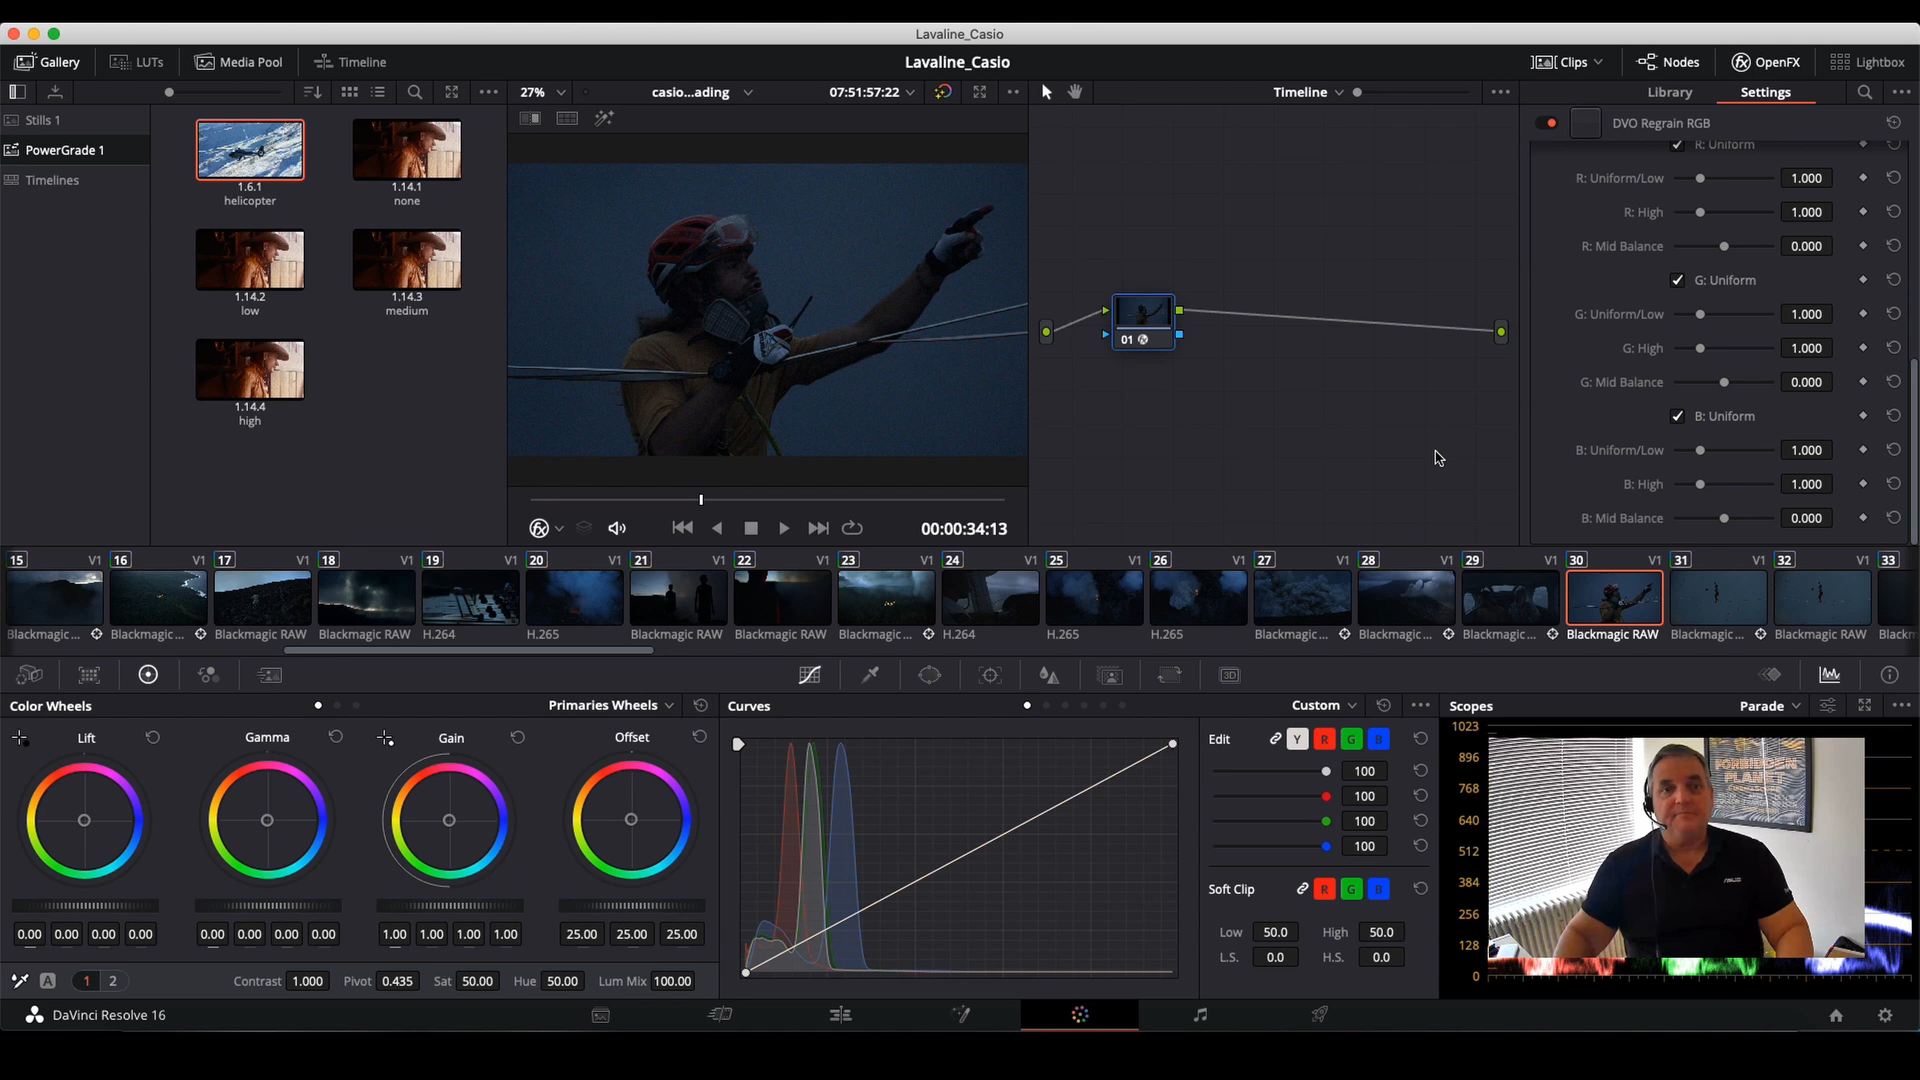 Lavaline_Casio
Gallery LUTs Media Pool Timeline Lavaline_Casio Clips Nodes OpenFX Lightbox
27% casio...ading 07:51:57:22 Timeline Library Settings
Stills 1
PowerGrade 1
Timelines
1.6.1
helicopter
1.14.1
none
1.14.2
low
1.14.3
medium
1.14.4
high
01
00:00:34:13
DVO Regrain RGB
R: Uniform
R: Uniform/Low 1.000
R: High 1.000
R: Mid Balance 0.000
G: Uniform
G: Uniform/Low 1.000
G: High 1.000
G: Mid Balance 0.000
B: Uniform
B: Uniform/Low 1.000
B: High 1.000
B: Mid Balance 0.000
15 V1 16 V1 17 V1 18 V1 19 V1 20 V1 21 V1 22 V1 23 V1 24 V1 25 V1 26 V1 27 V1 28 V1 29 V1 30 V1 31 V1 32 V1 33
Blackmagic... Blackmagic... Blackmagic RAW Blackmagic RAW H.264 H.265 Blackmagic RAW Blackmagic RAW Blackmagic... H.264 H.265 H.265 Blackmagic... Blackmagic... Blackmagic... Blackmagic RAW Blackmagic... Blackmagic RAW Blackn
3D
Color Wheels Primaries Wheels
Lift Gamma Gain Offset
0.00 0.00 0.00 0.00 0.00 0.00 0.00 0.00 1.00 1.00 1.00 1.00 25.00 25.00 25.00
A 1 2 Contrast 1.000 Pivot 0.435 Sat 50.00 Hue 50.00 Lum Mix 100.00
Curves Custom
Edit Y R G B
100
100
100
100
Soft Clip R G B
Low 50.0 High 50.0
L.S. 0.0 H.S. 0.0
Scopes Parade
1023
896
768
640
512
384
256
128
0
FORBIDDEN
PLANET
DaVinci Resolve 16